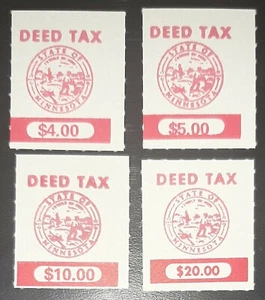 DEED TAX
STATE OF
MINNESOTA
$4.00
DEED TAX
STATE OF
MINNESOTA
$5.00
DEED TAX
STATE OF
MINNESOTA
$10.00
DEED TAX
STATE OF
MINNESOTA
$20.00